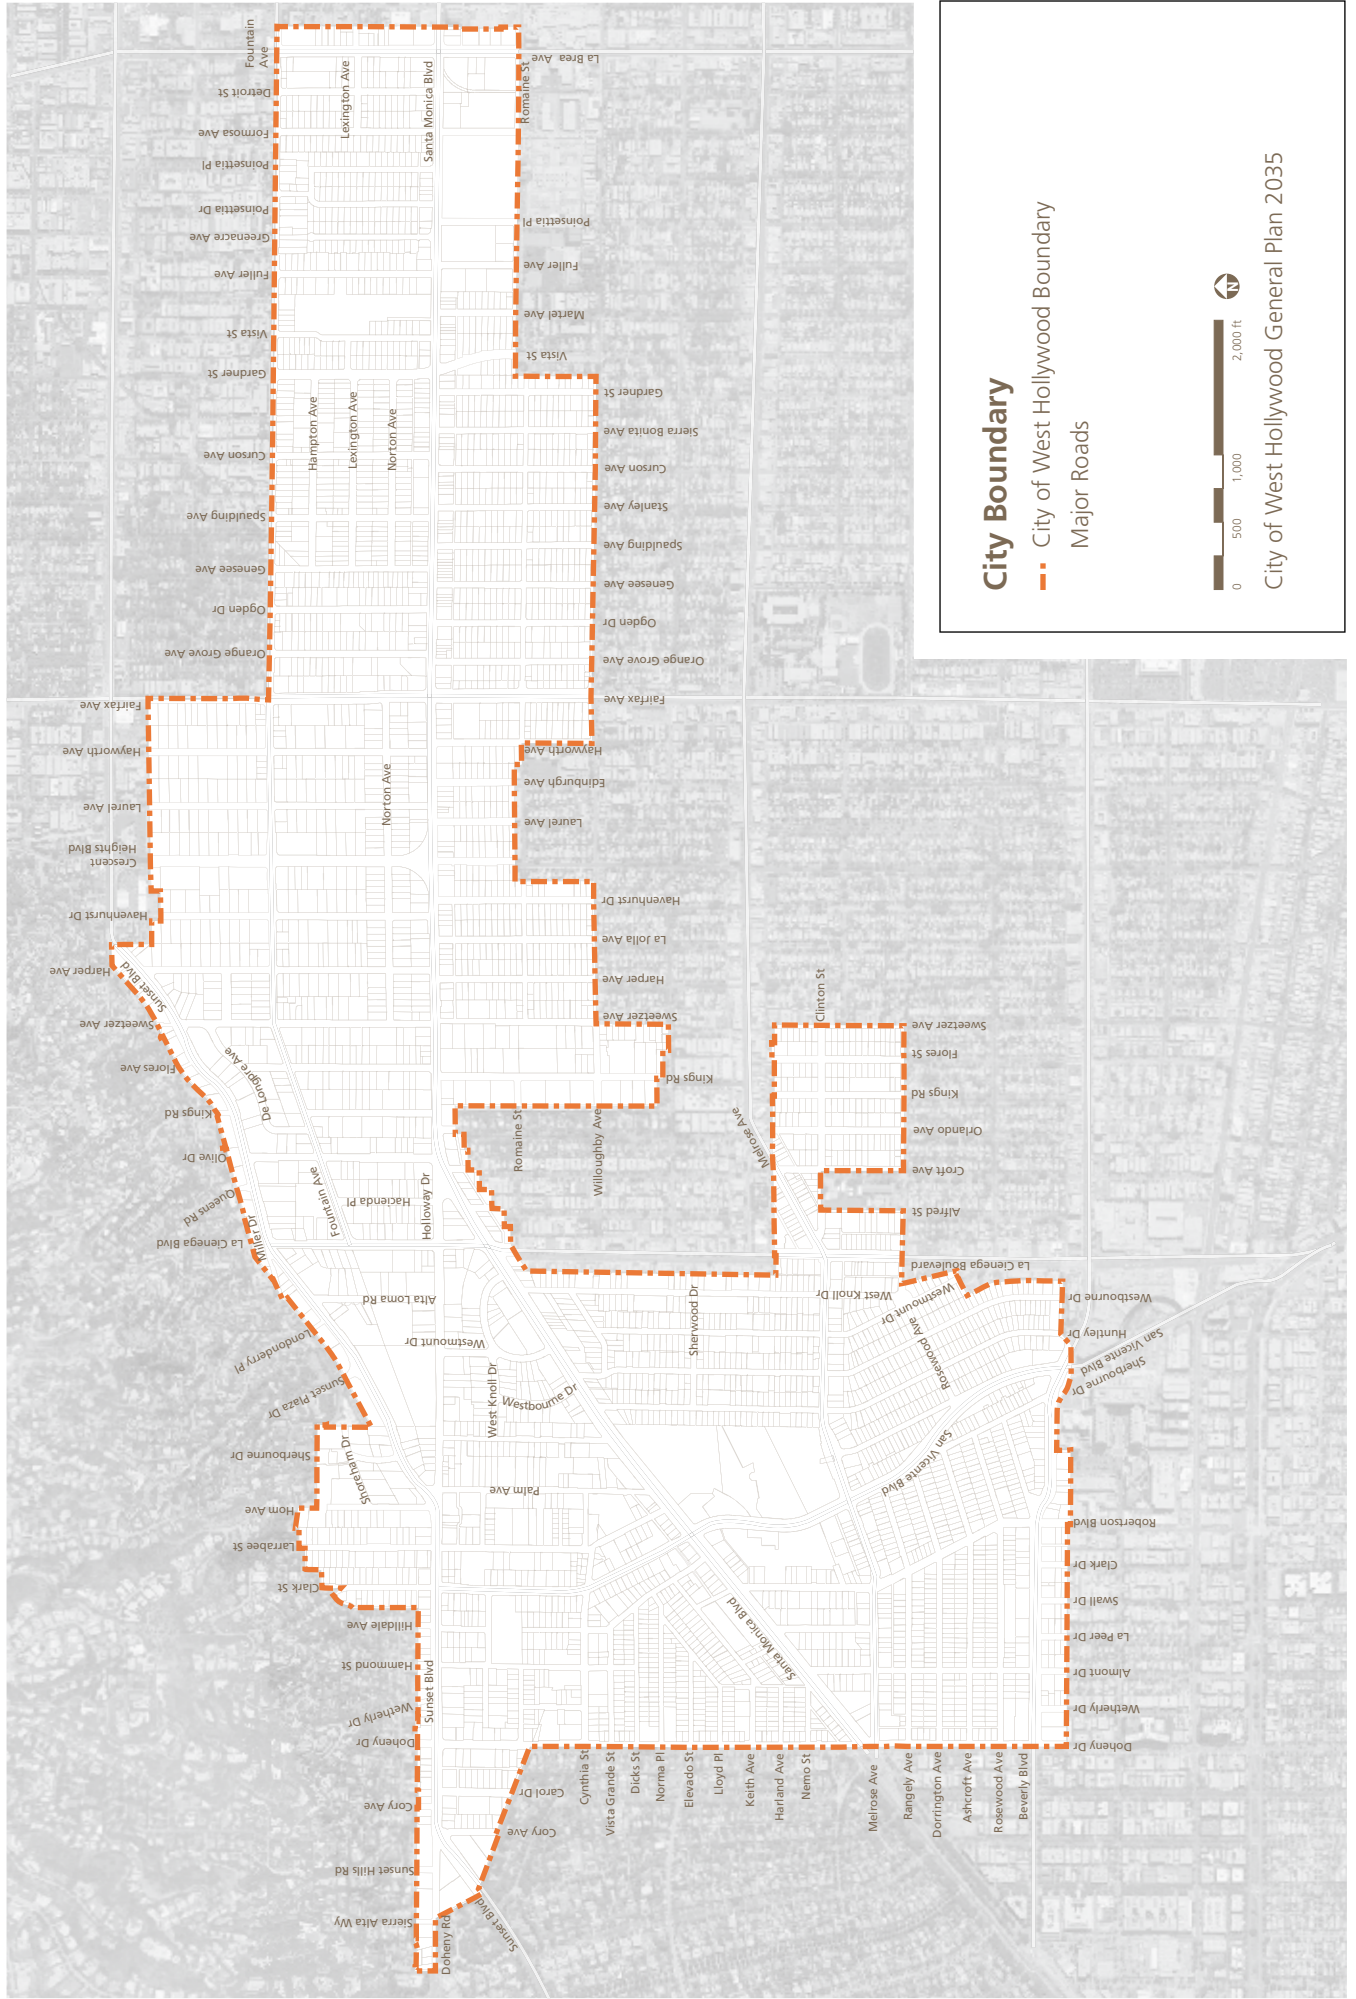 City Boundary
City of West Hollywood Boundary
Major Roads
0
500
1,000
2,000 ft
N
City of West Hollywood General Plan 2035
Fountain
Ave
Detroit St
Formosa Ave
Poinsettia Pl
Poinsettia Dr
Greenacre Ave
Fuller Ave
Vista St
Gardner St
Curson Ave
Spaulding Ave
Genesee Ave
Ogden Dr
Orange Grove Ave
Fairfax Ave
Hayworth Ave
Laurel Ave
Crescent
Heights Blvd
Havenhurst Dr
Harper Ave
Sunset Blvd
Sweetzer Ave
Flores Ave
De Longpre Ave
Kings Rd
Olive Dr
Queens Rd
La Cienega Blvd
Miller Dr
Fountain Ave
Hacienda Pl
Holloway Dr
Alta Loma Rd
Londonderry Pl
Westmount Dr
Sunset Plaza Dr
West Knoll Dr
Westbourne Dr
Sherbourne Dr
Shoreham Dr
Palm Ave
Horn Ave
Larrabee St
Clark St
Hilldale Ave
Hammond St
Wetherly Dr
Sunset Blvd
Doheny Dr
Cory Ave
Sunset Hills Rd
Sierra Alta Wy
Doheny Rd
Sunset Blvd
Cory Ave
Carol Dr
Lexington Ave
Santa Monica Blvd
Romaine St
La Brea Ave
Poinsettia Pl
Fuller Ave
Martel Ave
Vista St
Gardner St
Hampton Ave
Lexington Ave
Norton Ave
Sierra Bonita Ave
Curson Ave
Stanley Ave
Spaulding Ave
Genesee Ave
Ogden Dr
Orange Grove Ave
Fairfax Ave
Hayworth Ave
Norton Ave
Edinburgh Ave
Laurel Ave
Havenhurst Dr
La Jolla Ave
Harper Ave
Sweetzer Ave
Kings Rd
Romaine St
Willoughby Ave
Melrose Ave
Clinton St
Sweetzer Ave
Flores St
Kings Rd
Orlando Ave
Croft Ave
Alfred St
La Cienega Boulevard
Sherwood Dr
West Knoll Dr
Westmount Dr
Rosewood Ave
Westbourne Dr
Huntley Dr
San Vicente Blvd
Sherbourne Dr
San Vicente Blvd
Robertson Blvd
Clark Dr
Swall Dr
La Peer Dr
Almont Dr
Wetherly Dr
Doheny Dr
Santa Monica Blvd
Cynthia St
Vista Grande St
Dicks St
Norma Pl
Elevado St
Lloyd Pl
Keith Ave
Harland Ave
Nemo St
Melrose Ave
Rangely Ave
Dorrington Ave
Ashcroft Ave
Rosewood Ave
Beverly Blvd